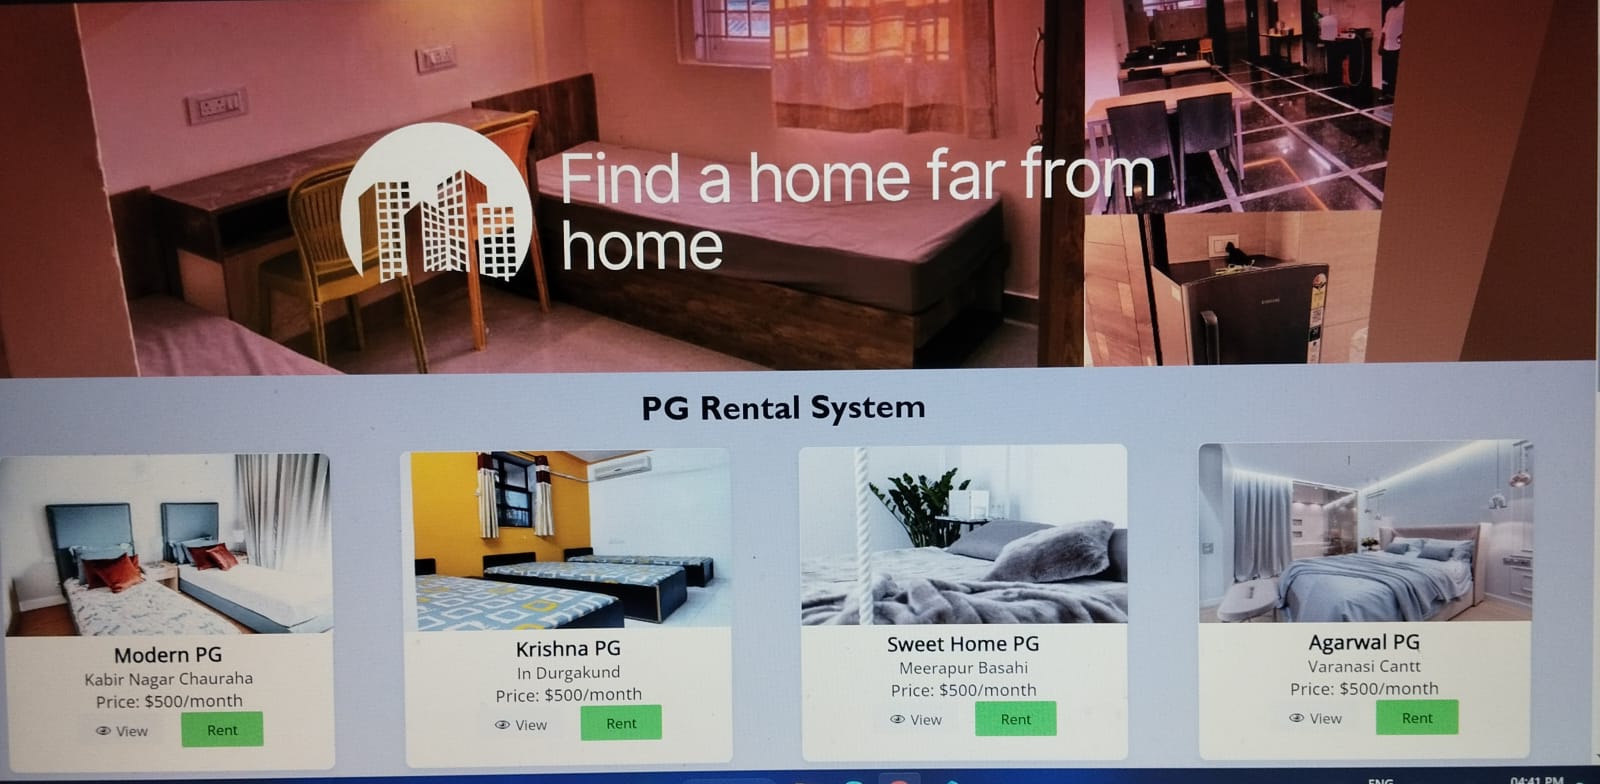 Find a home far from
home
PG Rental System
Modern PG
Kabir Nagar Chauraha
Price: $500/month
View
Rent
Krishna PG
In Durgakund
Price: $500/month
View
Rent
Sweet Home PG
Meerapur Basahi
Price: $500/month
View
Rent
Agarwal PG
Varanasi Cantt
Price: $500/month
View
Rent
ENG
04:41 PM